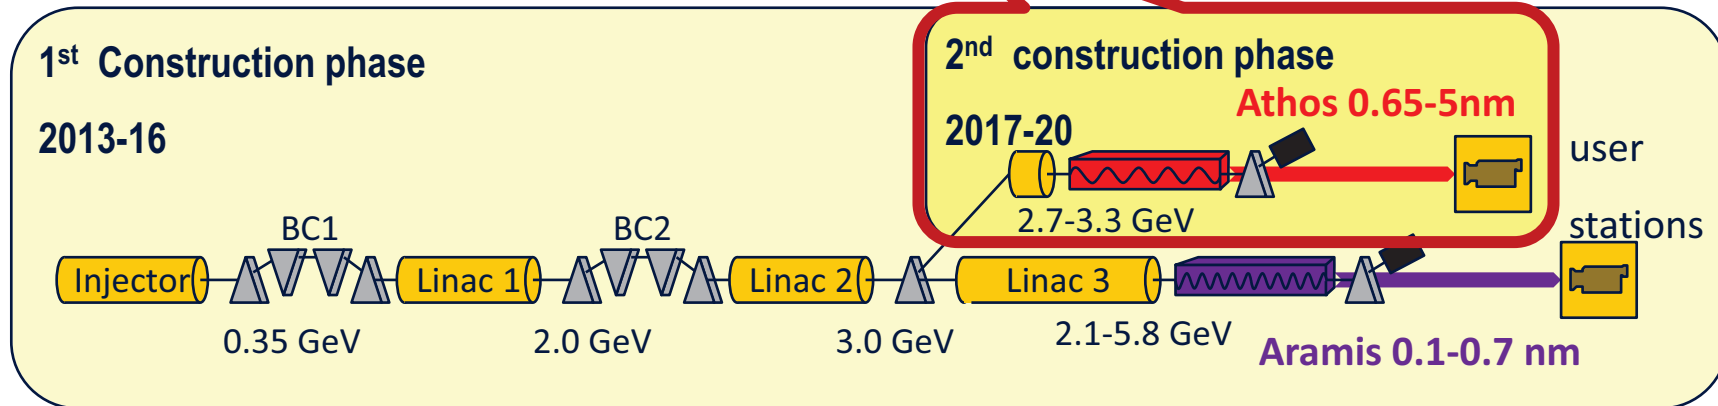 1st Construction phase
2013-16
2nd construction phase
Athos 0.65-5nm
2017-20
user
stations
2.7-3.3 GeV
BC1
BC2
Injector
Linac 1
Linac 2
Linac 3
0.35 GeV
2.0 GeV
3.0 GeV
2.1-5.8 GeV
Aramis 0.1-0.7 nm